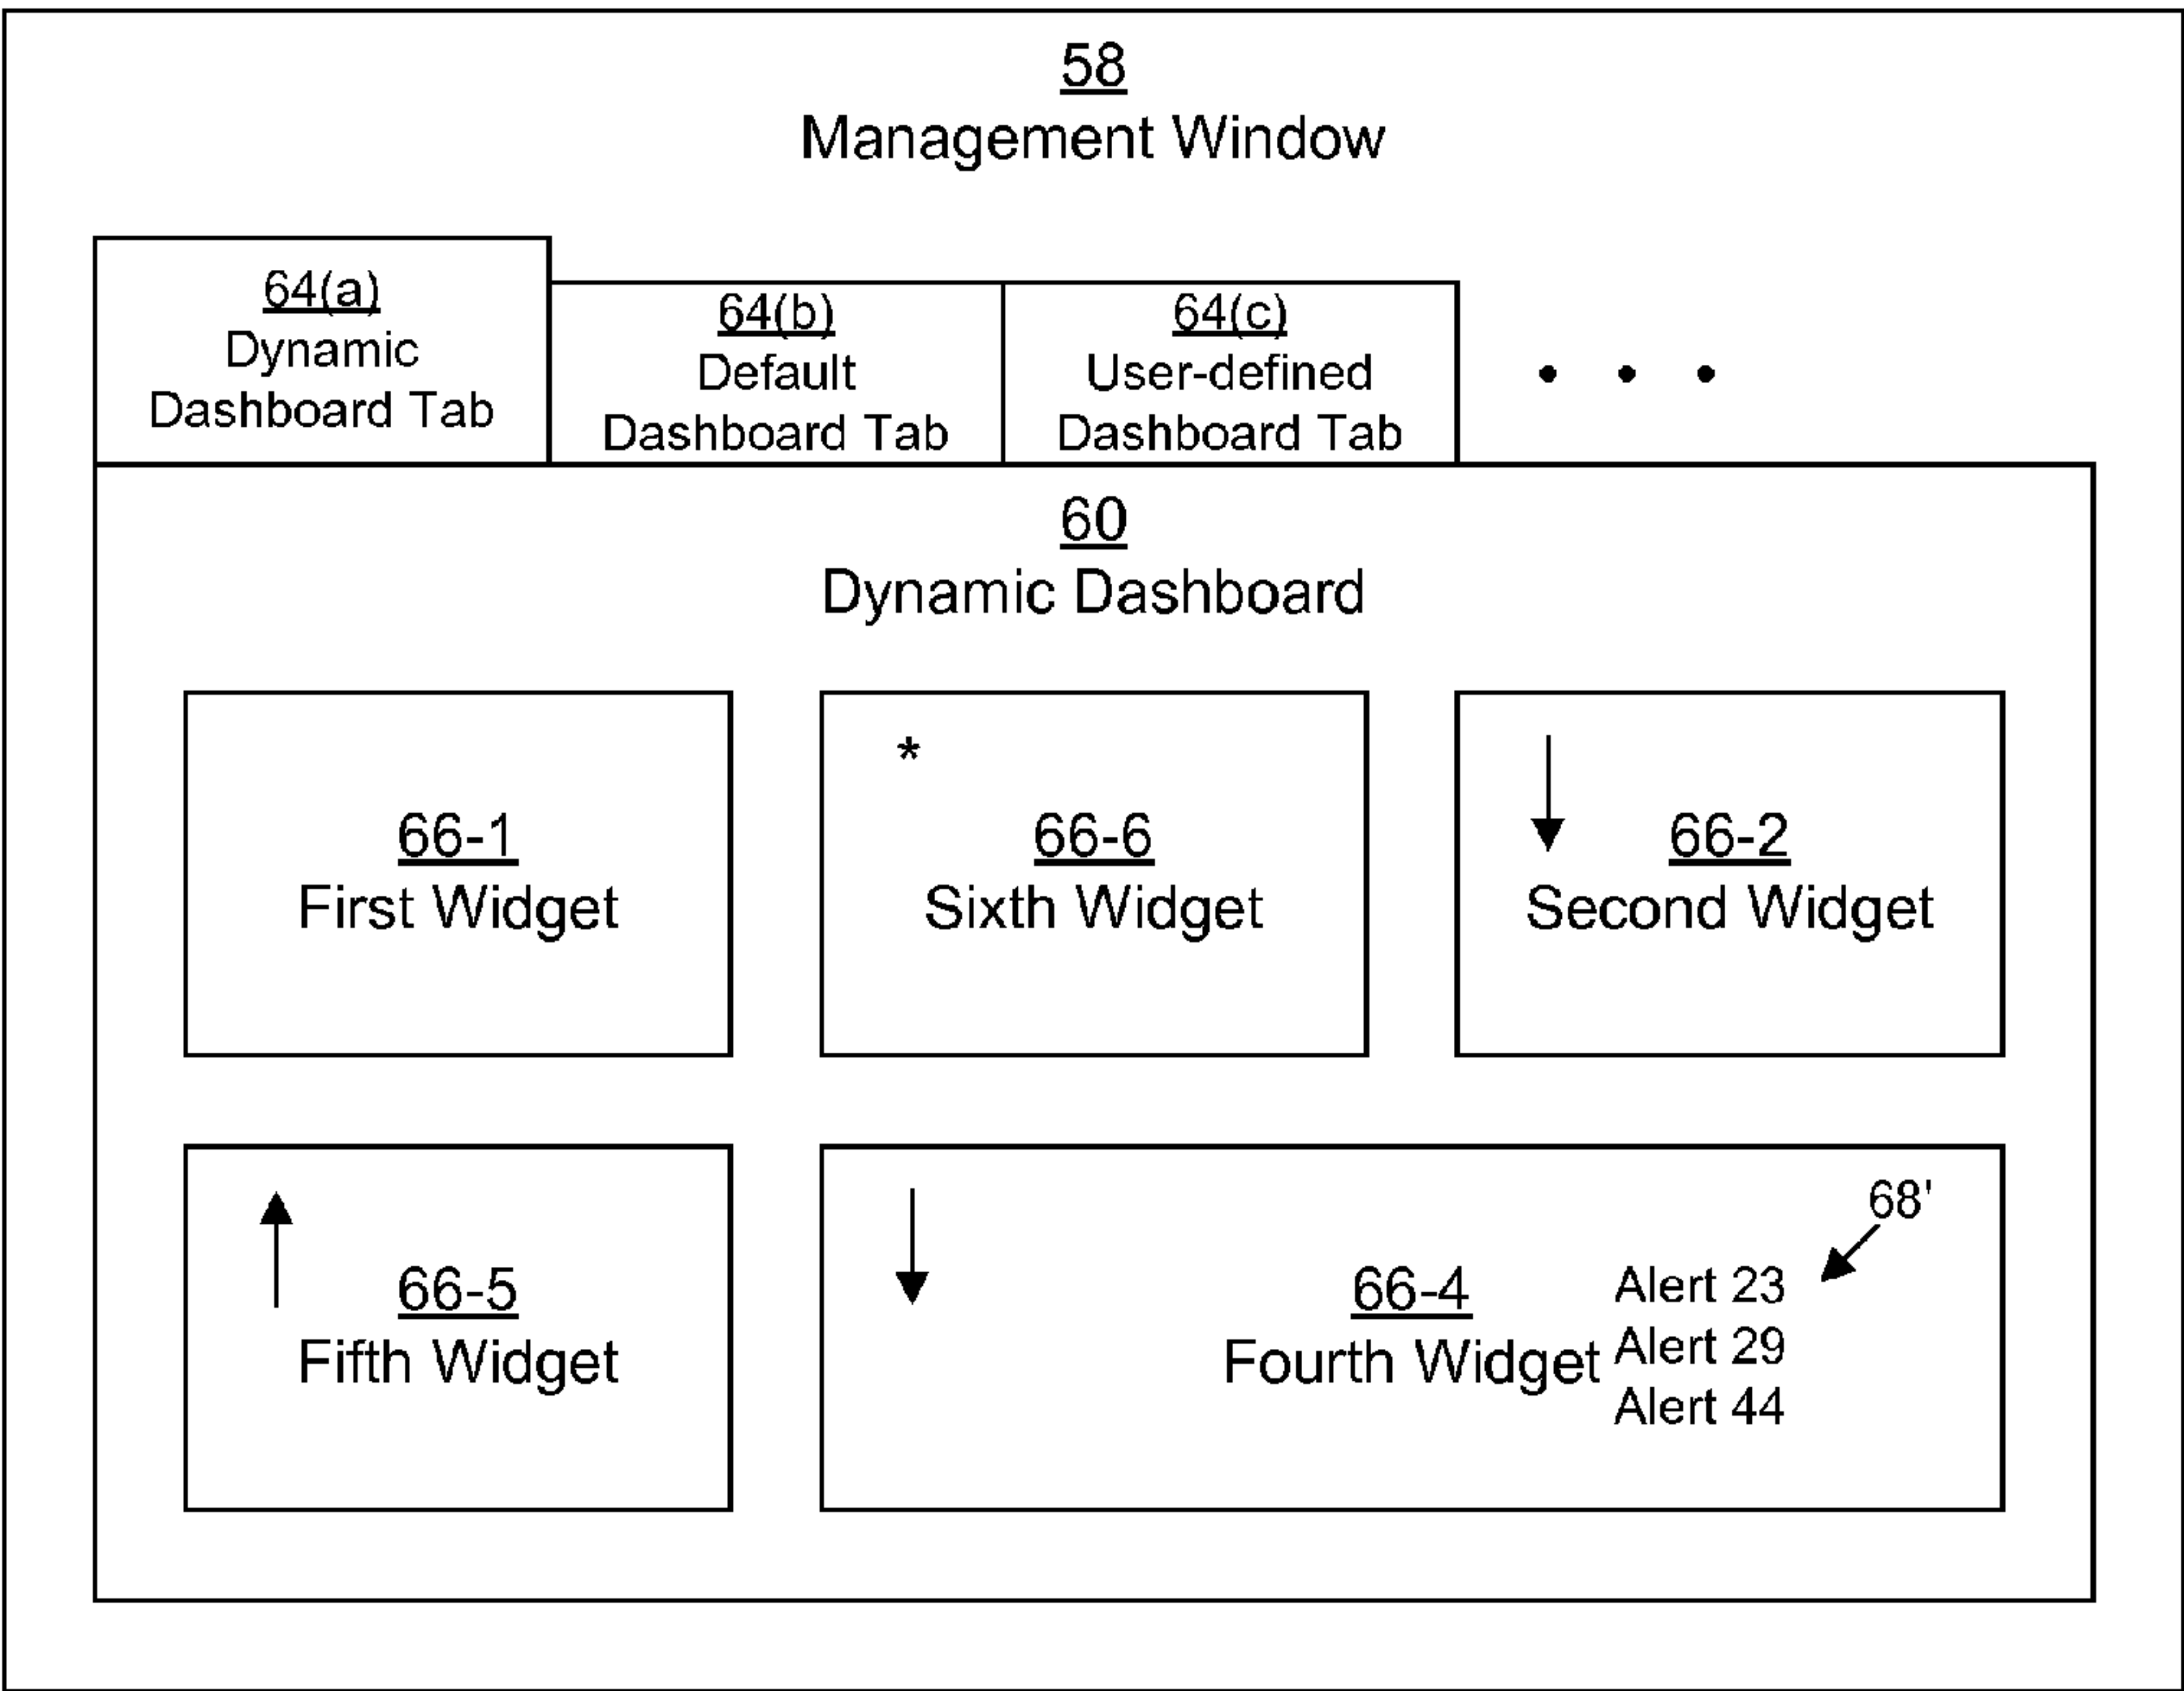 58
Management Window
64(a)
Dynamic
Dashboard Tab
64(b)
Default
Dashboard Tab
64(c)
User-defined
Dashboard Tab
• • •
60
Dynamic Dashboard
66-1
First Widget
*
66-6
Sixth Widget
66-2
Second Widget
66-5
Fifth Widget
66-4
Fourth Widget
68'
Alert 23
Alert 29
Alert 44